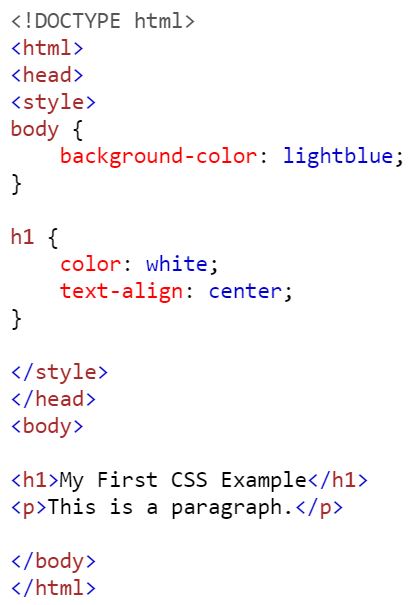 <!DOCTYPE html>
<html>
<head>
<style>
body {
    background-color: lightblue;
}

h1 {
    color: white;
    text-align: center;
}

</style>
</head>
<body>

<h1>My First CSS Example</h1>
<p>This is a paragraph.</p>

</body>
</html>